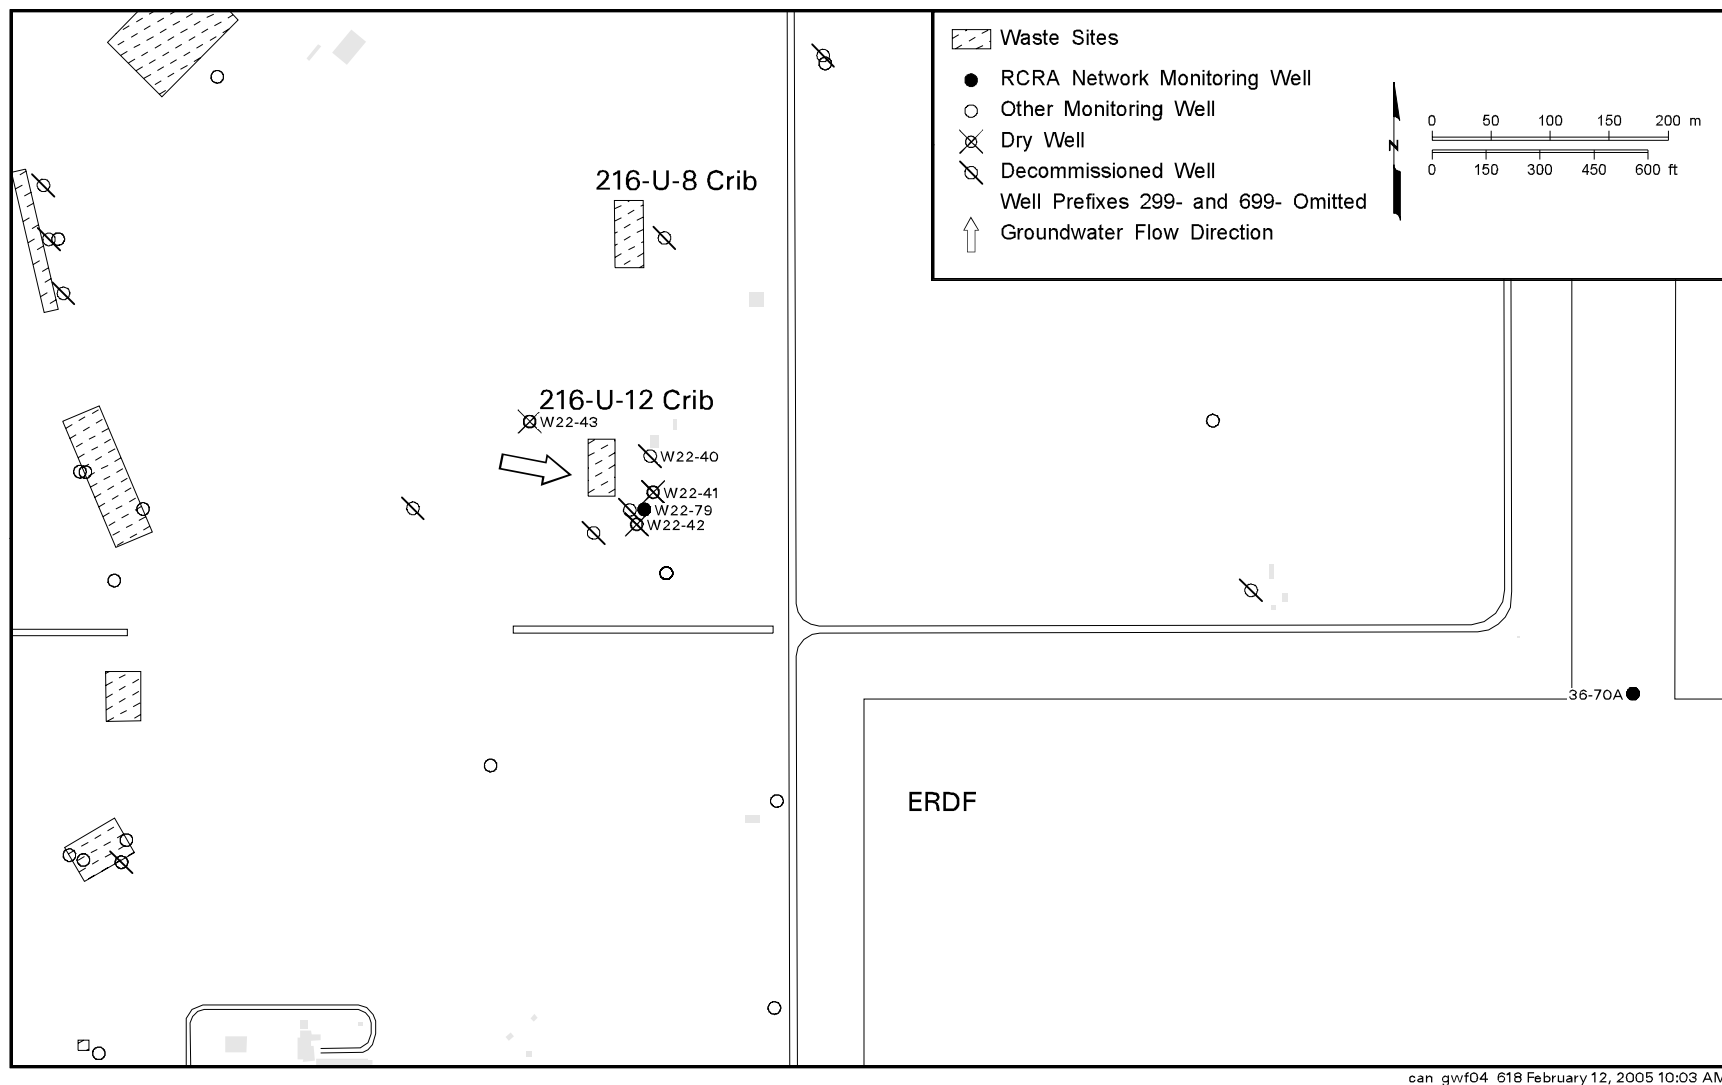 Waste Sites
RCRA Network Monitoring Well
Other Monitoring Well
Dry Well
Decommissioned Well
Well Prefixes 299- and 699- Omitted
Groundwater Flow Direction
N
0 50 100 150 200 m
0 150 300 450 600 ft
216-U-8 Crib
216-U-12 Crib
W22-43
W22-40
W22-41
W22-79
W22-42
36-70A
ERDF
can_gwf04_618 February 12, 2005 10:03 AM